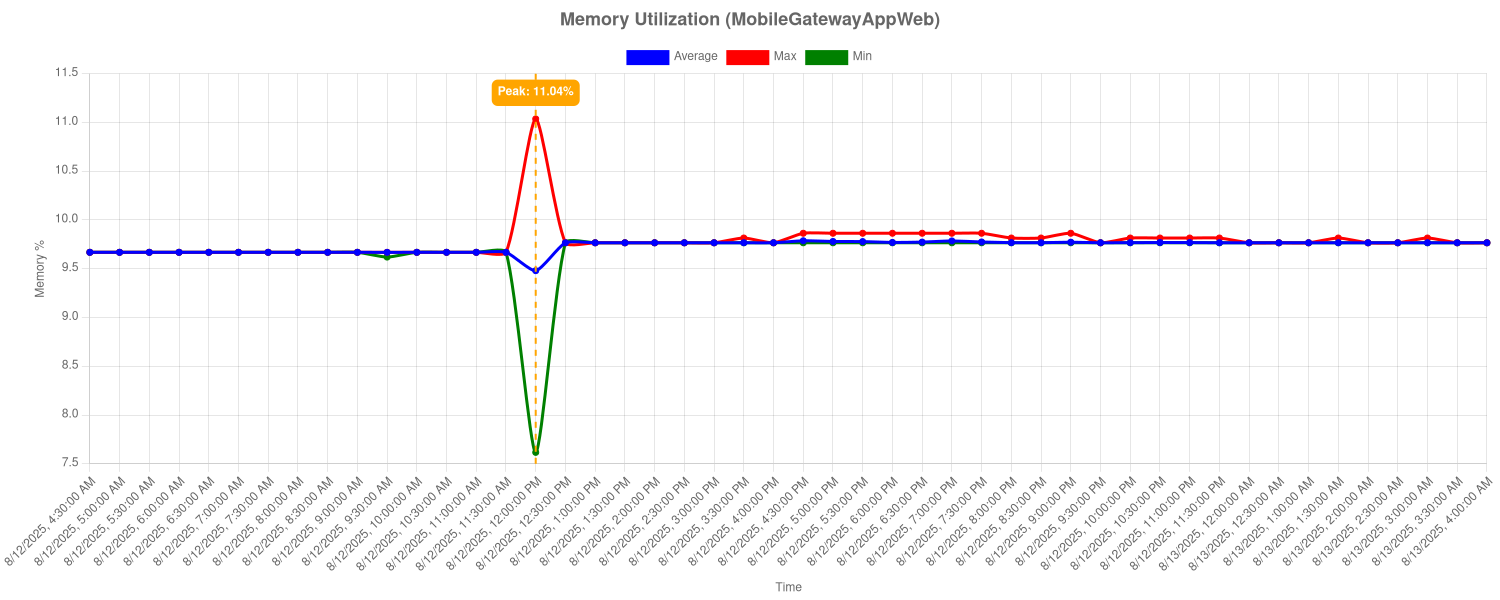 Memory Utilization (MobileGatewayAppWeb)
Average Max Min
Peak: 11.04%
Memory %
11.5
11.0
10.5
10.0
9.5
9.0
8.5
8.0
7.5
8/12/2025, 4:30:00 AM
8/12/2025, 5:00:00 AM
8/12/2025, 5:30:00 AM
8/12/2025, 6:00:00 AM
8/12/2025, 6:30:00 AM
8/12/2025, 7:00:00 AM
8/12/2025, 7:30:00 AM
8/12/2025, 8:00:00 AM
8/12/2025, 8:30:00 AM
8/12/2025, 9:00:00 AM
8/12/2025, 9:30:00 AM
8/12/2025, 10:00:00 AM
8/12/2025, 10:30:00 AM
8/12/2025, 11:00:00 AM
8/12/2025, 11:30:00 AM
8/12/2025, 12:00:00 PM
8/12/2025, 12:30:00 PM
8/12/2025, 1:00:00 PM
8/12/2025, 1:30:00 PM
8/12/2025, 2:00:00 PM
8/12/2025, 2:30:00 PM
8/12/2025, 3:00:00 PM
8/12/2025, 3:30:00 PM
8/12/2025, 4:00:00 PM
8/12/2025, 4:30:00 PM
8/12/2025, 5:00:00 PM
8/12/2025, 5:30:00 PM
8/12/2025, 6:00:00 PM
8/12/2025, 6:30:00 PM
8/12/2025, 7:00:00 PM
8/12/2025, 7:30:00 PM
8/12/2025, 8:00:00 PM
8/12/2025, 8:30:00 PM
8/12/2025, 9:00:00 PM
8/12/2025, 9:30:00 PM
8/12/2025, 10:00:00 PM
8/12/2025, 10:30:00 PM
8/12/2025, 11:00:00 PM
8/12/2025, 11:30:00 PM
8/13/2025, 12:00:00 AM
8/13/2025, 12:30:00 AM
8/13/2025, 1:00:00 AM
8/13/2025, 1:30:00 AM
8/13/2025, 2:00:00 AM
8/13/2025, 2:30:00 AM
8/13/2025, 3:00:00 AM
8/13/2025, 3:30:00 AM
8/13/2025, 4:00:00 AM
Time